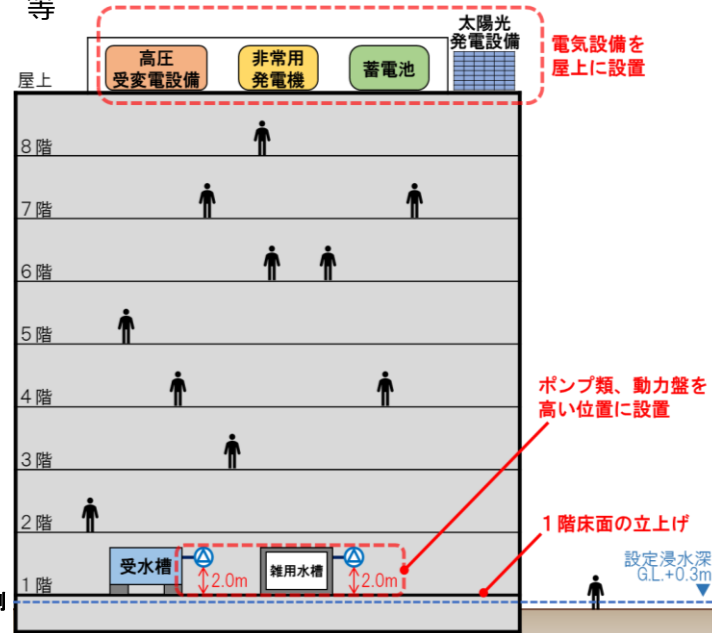 等
太陽光
発電設備
高圧
受変電設備
非常用
発電機
蓄電池
電気設備を
屋上に設置
屋上
8階
7階
6階
5階
4階
ポンプ類、動力盤を
高い位置に設置
3階
2階
1階床面の立上げ
受水槽
2.0m
雑用水槽
2.0m
1階
設定浸水深
G.L.+0.3m